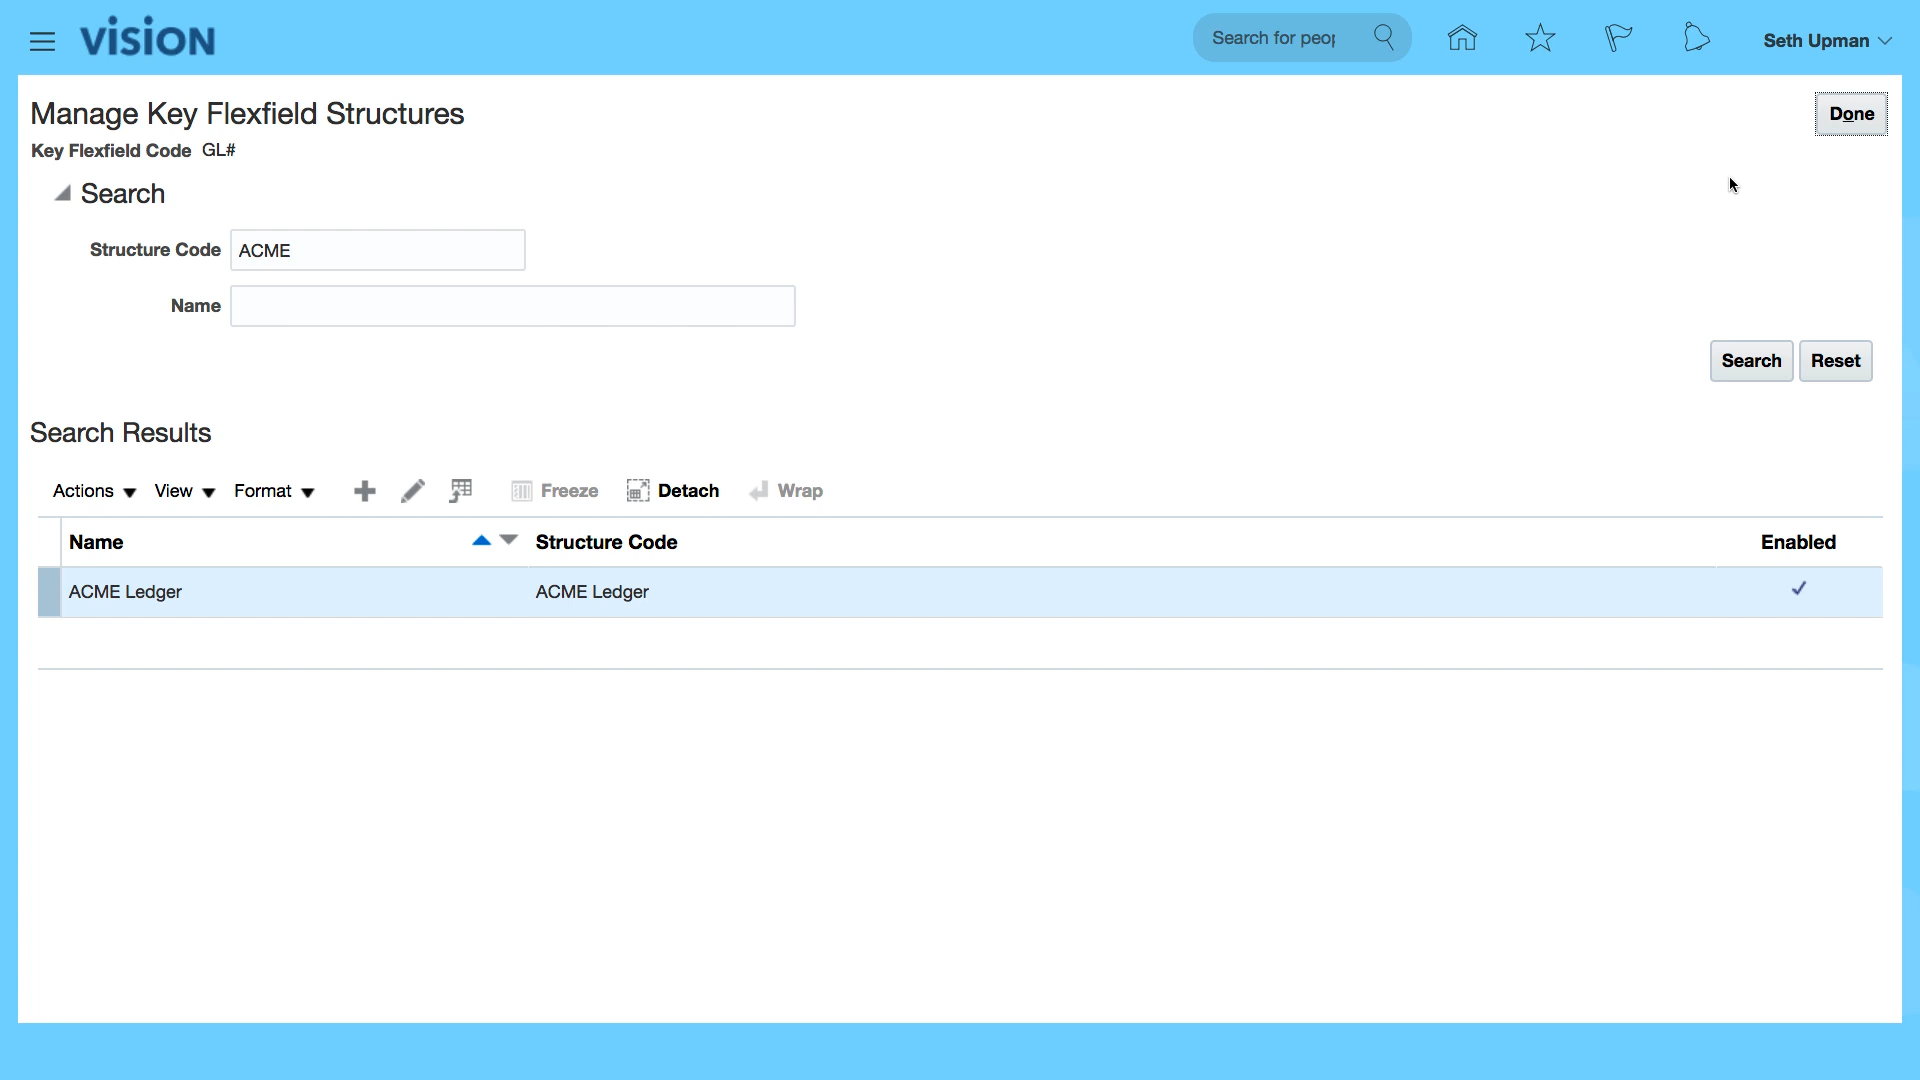 VISION
Search for peop
Seth Upman
Manage Key Flexfield Structures
Done
Key Flexfield Code GL#
Search
Structure Code ACME
Name
Search Reset
Search Results
Actions View Format Freeze Detach Wrap
Name Structure Code Enabled
ACME Ledger ACME Ledger